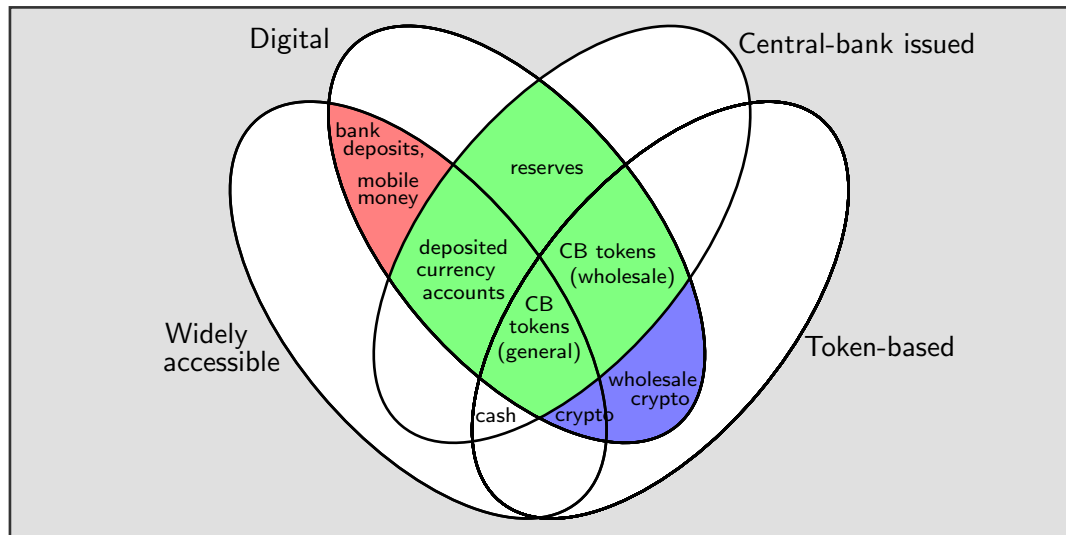 Digital
Central-bank issued
bank
deposits,
mobile
money
reserves
deposited
currency
accounts
CB tokens
(wholesale)
CB
tokens
(general)
Widely
accessible
Token-based
wholesale
crypto
cash
crypto